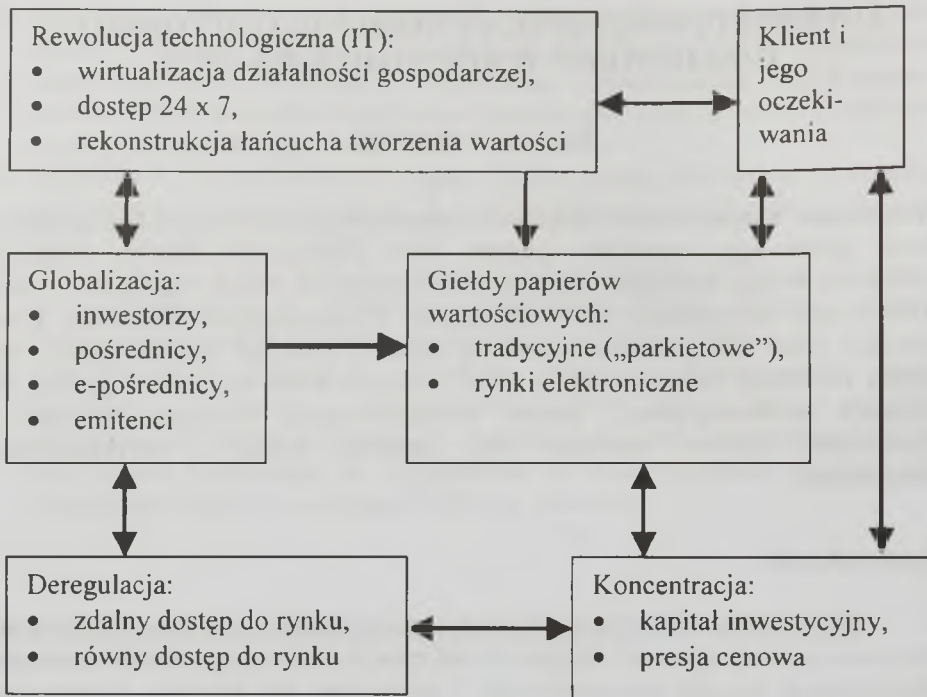 Rewolucja technologiczna (IT):
• wirtualizacja działalności gospodarczej,
• dostęp 24 x 7,
• rekonstrukcja łańcucha tworzenia wartości
Klient i
jego
oczeki-
wania
Globalizacja:
• inwestorzy,
• pośrednicy,
• e-pośrednicy,
• emitenci
Giełdy papierów
wartościowych:
• tradycyjne („parkietowe”),
• rynki elektroniczne
Deregulacja:
• zdalny dostęp do rynku,
• równy dostęp do rynku
Koncentracja:
• kapitał inwestycyjny,
• presja cenowa